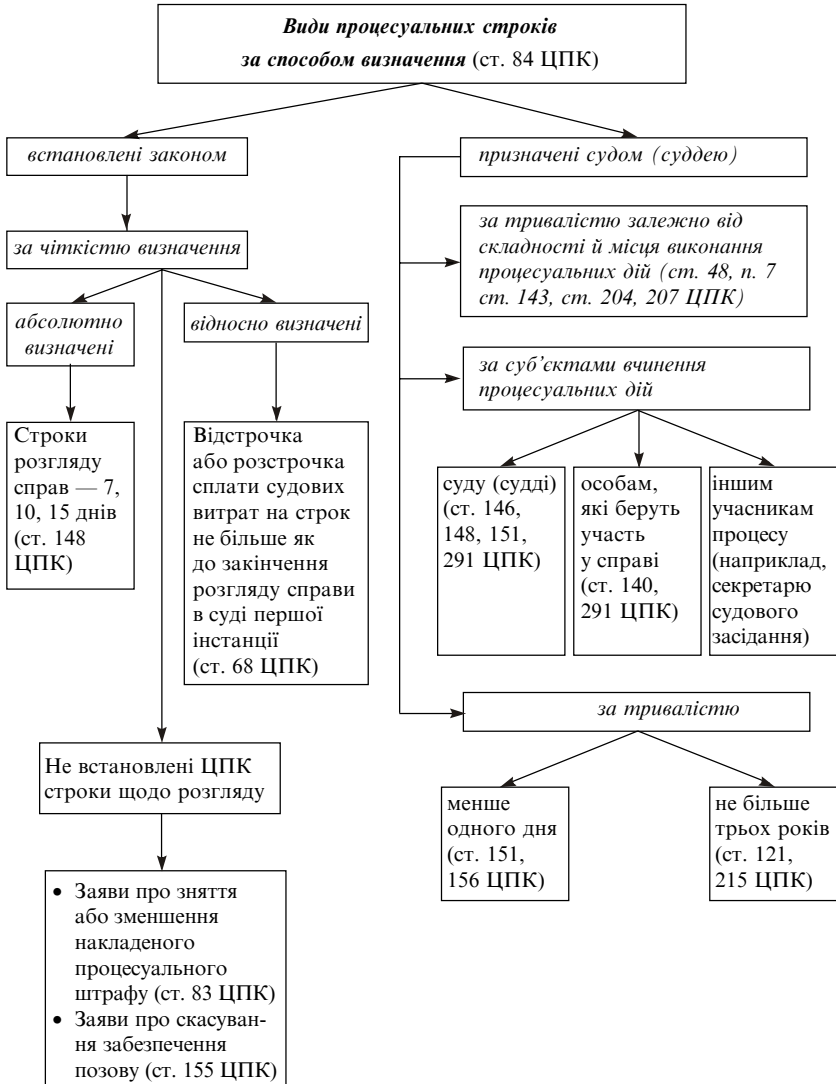 Види процесуальних строків
за способом визначення (ст. 84 ЦПК)
встановлені законом
за чіткістю визначення
абсолютно
визначені
Строки
розгляду
справ — 7,
10, 15 днів
(ст. 148
ЦПК)
відносно визначені
Відстрочка
або розстрочка
сплати судових
витрат на строк
не більше як
до закінчення
розгляду справи
в суді першої
інстанції
(ст. 68 ЦПК)
Не встановлені ЦПК
строки щодо розгляду
• Заяви про зняття
або зменшення
накладеного
процесуального
штрафу (ст. 83 ЦПК)
• Заяви про скасуван-
ня забезпечення
позову (ст. 155 ЦПК)
призначені судом (суддею)
за тривалістю залежно від
складності й місця виконання
процесуальних дій (ст. 48, п. 7
ст. 143, ст. 204, 207 ЦПК)
за суб’єктами вчинення
процесуальних дій
суду (судді)
(ст. 146,
148, 151,
291 ЦПК)
особам,
які беруть
участь
у справі
(ст. 140,
291 ЦПК)
іншим
учасникам
процесу
(наприклад,
секретарю
судового
засідання)
за тривалістю
менше
одного дня
(ст. 151,
156 ЦПК)
не більше
трьох років
(ст. 121,
215 ЦПК)